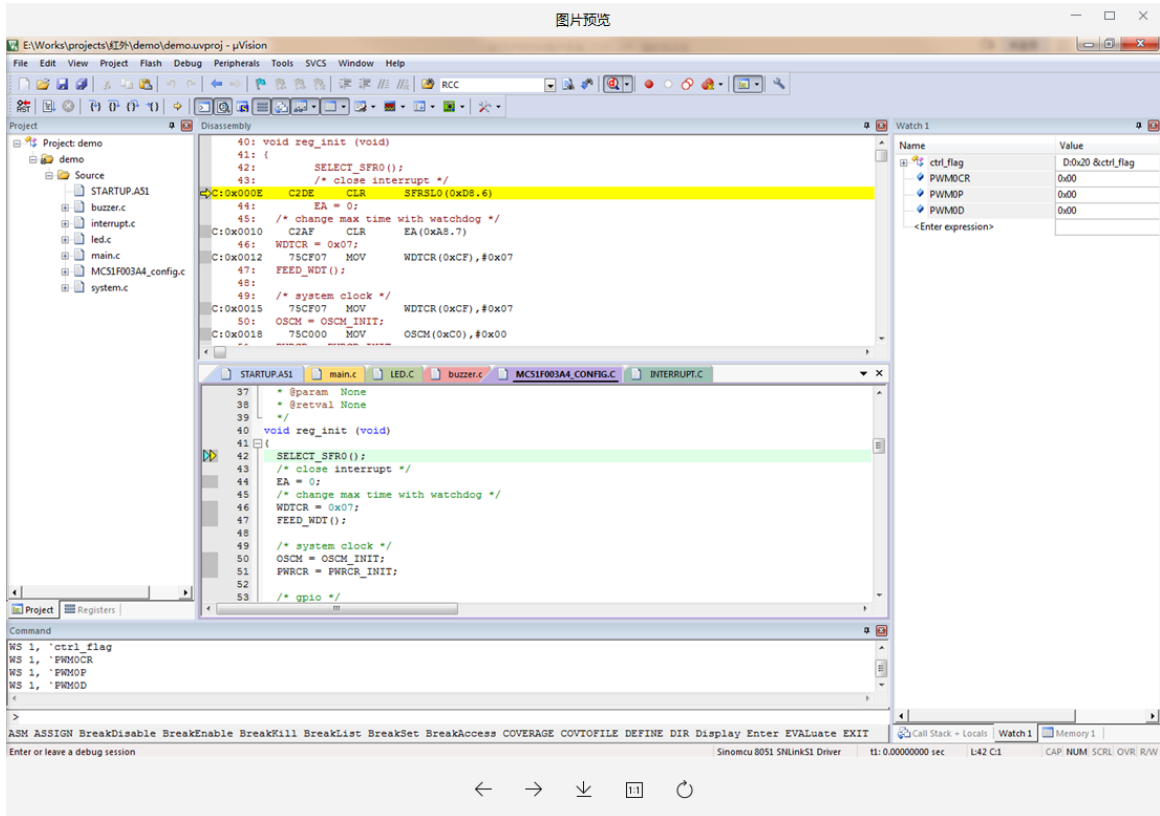 图片预览
E:\Works\projects\红外\demo\demo.uvproj - µVision
File Edit View Project Flash Debug Peripherals Tools SVCS Window Help
RCC
Project
Project: demo
demo
Source
STARTUP.A51
buzzer.c
interrupt.c
led.c
main.c
MC51F003A4_config.c
system.c
Project Registers
Disassembly
40: void reg_init (void)
41: {
42: SELECT_SFR0();
43: /* close interrupt */
C:0x000E C2DE CLR SFRSL0(0xD8.6)
44: EA = 0;
45: /* change max time with watchdog */
C:0x0010 C2AF CLR EA(0xA8.7)
46: WDTCR = 0x07;
C:0x0012 75CF07 MOV WDTCR(0xCF),#0x07
47: FEED_WDT();
48:
49: /* system clock */
C:0x0015 75CF07 MOV WDTCR(0xCF),#0x07
50: OSCM = OSCM_INIT;
C:0x0018 75C000 MOV OSCM(0xC0),#0x00
STARTUP.A51 main.c LED.C buzzer.c MC51F003A4_CONFIG.C INTERRUPT.C
37 * @param None
38 * @retval None
39 */
40 void reg_init (void)
41 {
42 SELECT_SFR0();
43 /* close interrupt */
44 EA = 0;
45 /* change max time with watchdog */
46 WDTCR = 0x07;
47 FEED_WDT();
48
49 /* system clock */
50 OSCM = OSCM_INIT;
51 PWRCR = PWRCR_INIT;
52
53 /* gpio */
Watch 1
Name Value
ctrl_flag D:0x20 &ctrl_flag
PWM0CR 0x00
PWM0P 0x00
PWM0D 0x00
<Enter expression>
Command
WS 1, `ctrl_flag
WS 1, `PWM0CR
WS 1, `PWM0P
WS 1, `PWM0D
>
ASM ASSIGN BreakDisable BreakEnable BreakKill BreakList BreakSet BreakAccess COVERAGE COVTOFILE DEFINE DIR Display Enter EVALuate EXIT
Call Stack + Locals Watch 1 Memory 1
Enter or leave a debug session Sinomcu 8051 SNLinkS1 Driver t1: 0.00000000 sec L:42 C:1 CAP NUM SCRL OVR R/W
1:1